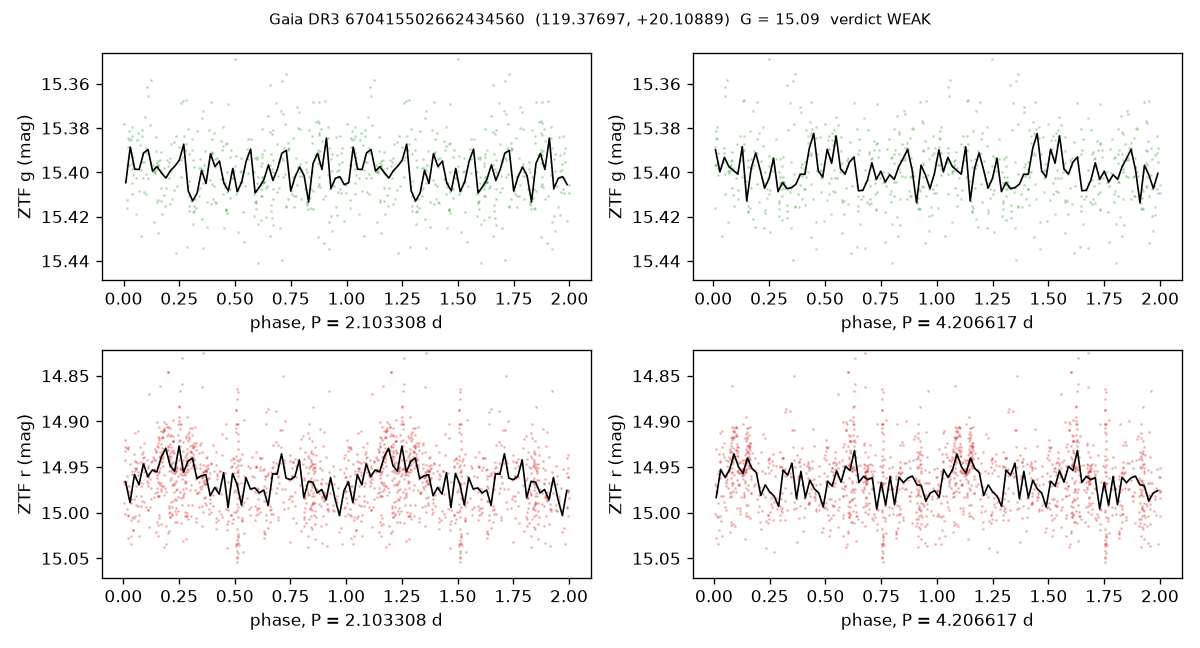 Gaia DR3 670415502662434560 (119.37697, +20.10889) G = 15.09 verdict WEAK
ZTF g (mag)
15.36
15.38
15.40
15.42
15.44
0.00 0.25 0.50 0.75 1.00 1.25 1.50 1.75 2.00
phase, P = 2.103308 d
ZTF g (mag)
15.36
15.38
15.40
15.42
15.44
0.00 0.25 0.50 0.75 1.00 1.25 1.50 1.75 2.00
phase, P = 4.206617 d
ZTF r (mag)
14.85
14.90
14.95
15.00
15.05
0.00 0.25 0.50 0.75 1.00 1.25 1.50 1.75 2.00
phase, P = 2.103308 d
ZTF r (mag)
14.85
14.90
14.95
15.00
15.05
0.00 0.25 0.50 0.75 1.00 1.25 1.50 1.75 2.00
phase, P = 4.206617 d